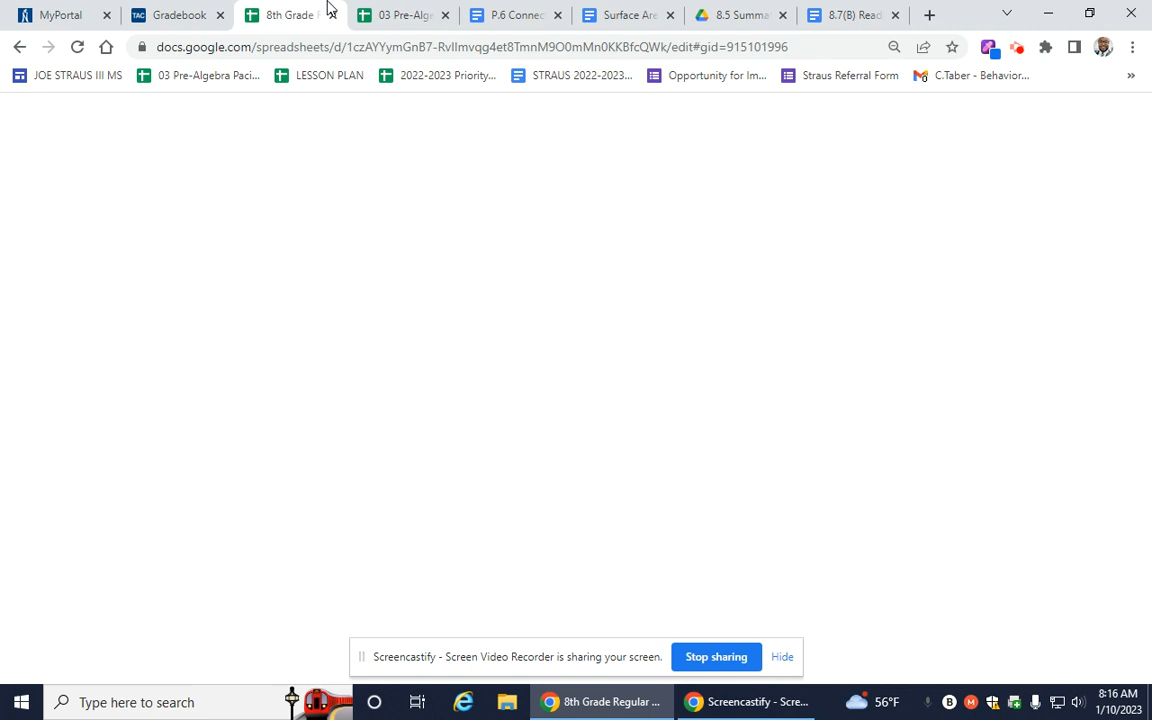 MyPortal
Gradebook
8th Grade
03 Pre-Alg
P.6 Connec
Surface Are
8.5 Summa
8.7(B) Read
docs.google.com/spreadsheets/d/1czAYYymGnB7-RvIlmvqg4et8TmnM9O0mMn0KKBfcQWk/edit#gid=915101996
JOE STRAUS III MS
03 Pre-Algebra Paci...
LESSON PLAN
2022-2023 Priority...
STRAUS 2022-2023...
Opportunity for Im...
Straus Referral Form
C.Taber - Behavior...
»
Screencastify - Screen Video Recorder is sharing your screen.
Stop sharing
Hide
Type here to search
8th Grade Regular ...
Screencastify - Scre...
56°F
8:16 AM
1/10/2023